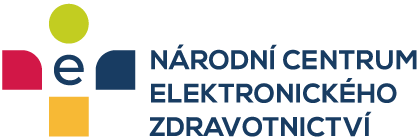 e
NÁRODNÍ CENTRUM
ELEKTRONICKÉHO
ZDRAVOTNICTVÍ